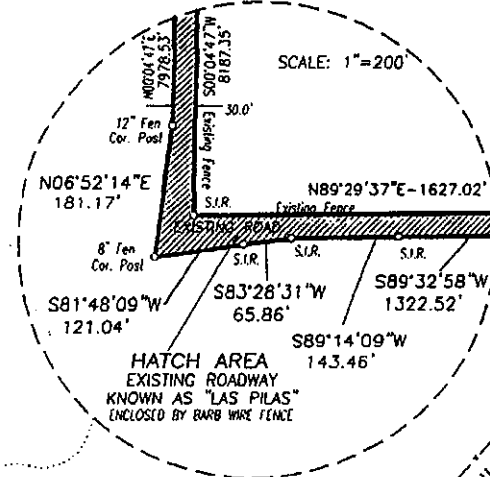 N00°04'47"E
7978.53'
S00°04'47"W
8187.35'
SCALE: 1"=200'
30.0'
12" Fen
Cor. Post
Existing Fence
N06°52'14"E
181.17'
S.I.R.
N89°29'37"E-1627.02'
Existing Fence
EXISTING ROAD
8" Fen
Cor. Post
S.I.R.
S.I.R.
S.I.R.
S81°48'09"W
121.04'
S83°28'31"W
65.86'
S89°32'58"W
1322.52'
S89°14'09"W
143.46'
HATCH AREA
EXISTING ROADWAY
KNOWN AS "LAS PILAS"
ENCLOSED BY BARB WIRE FENCE